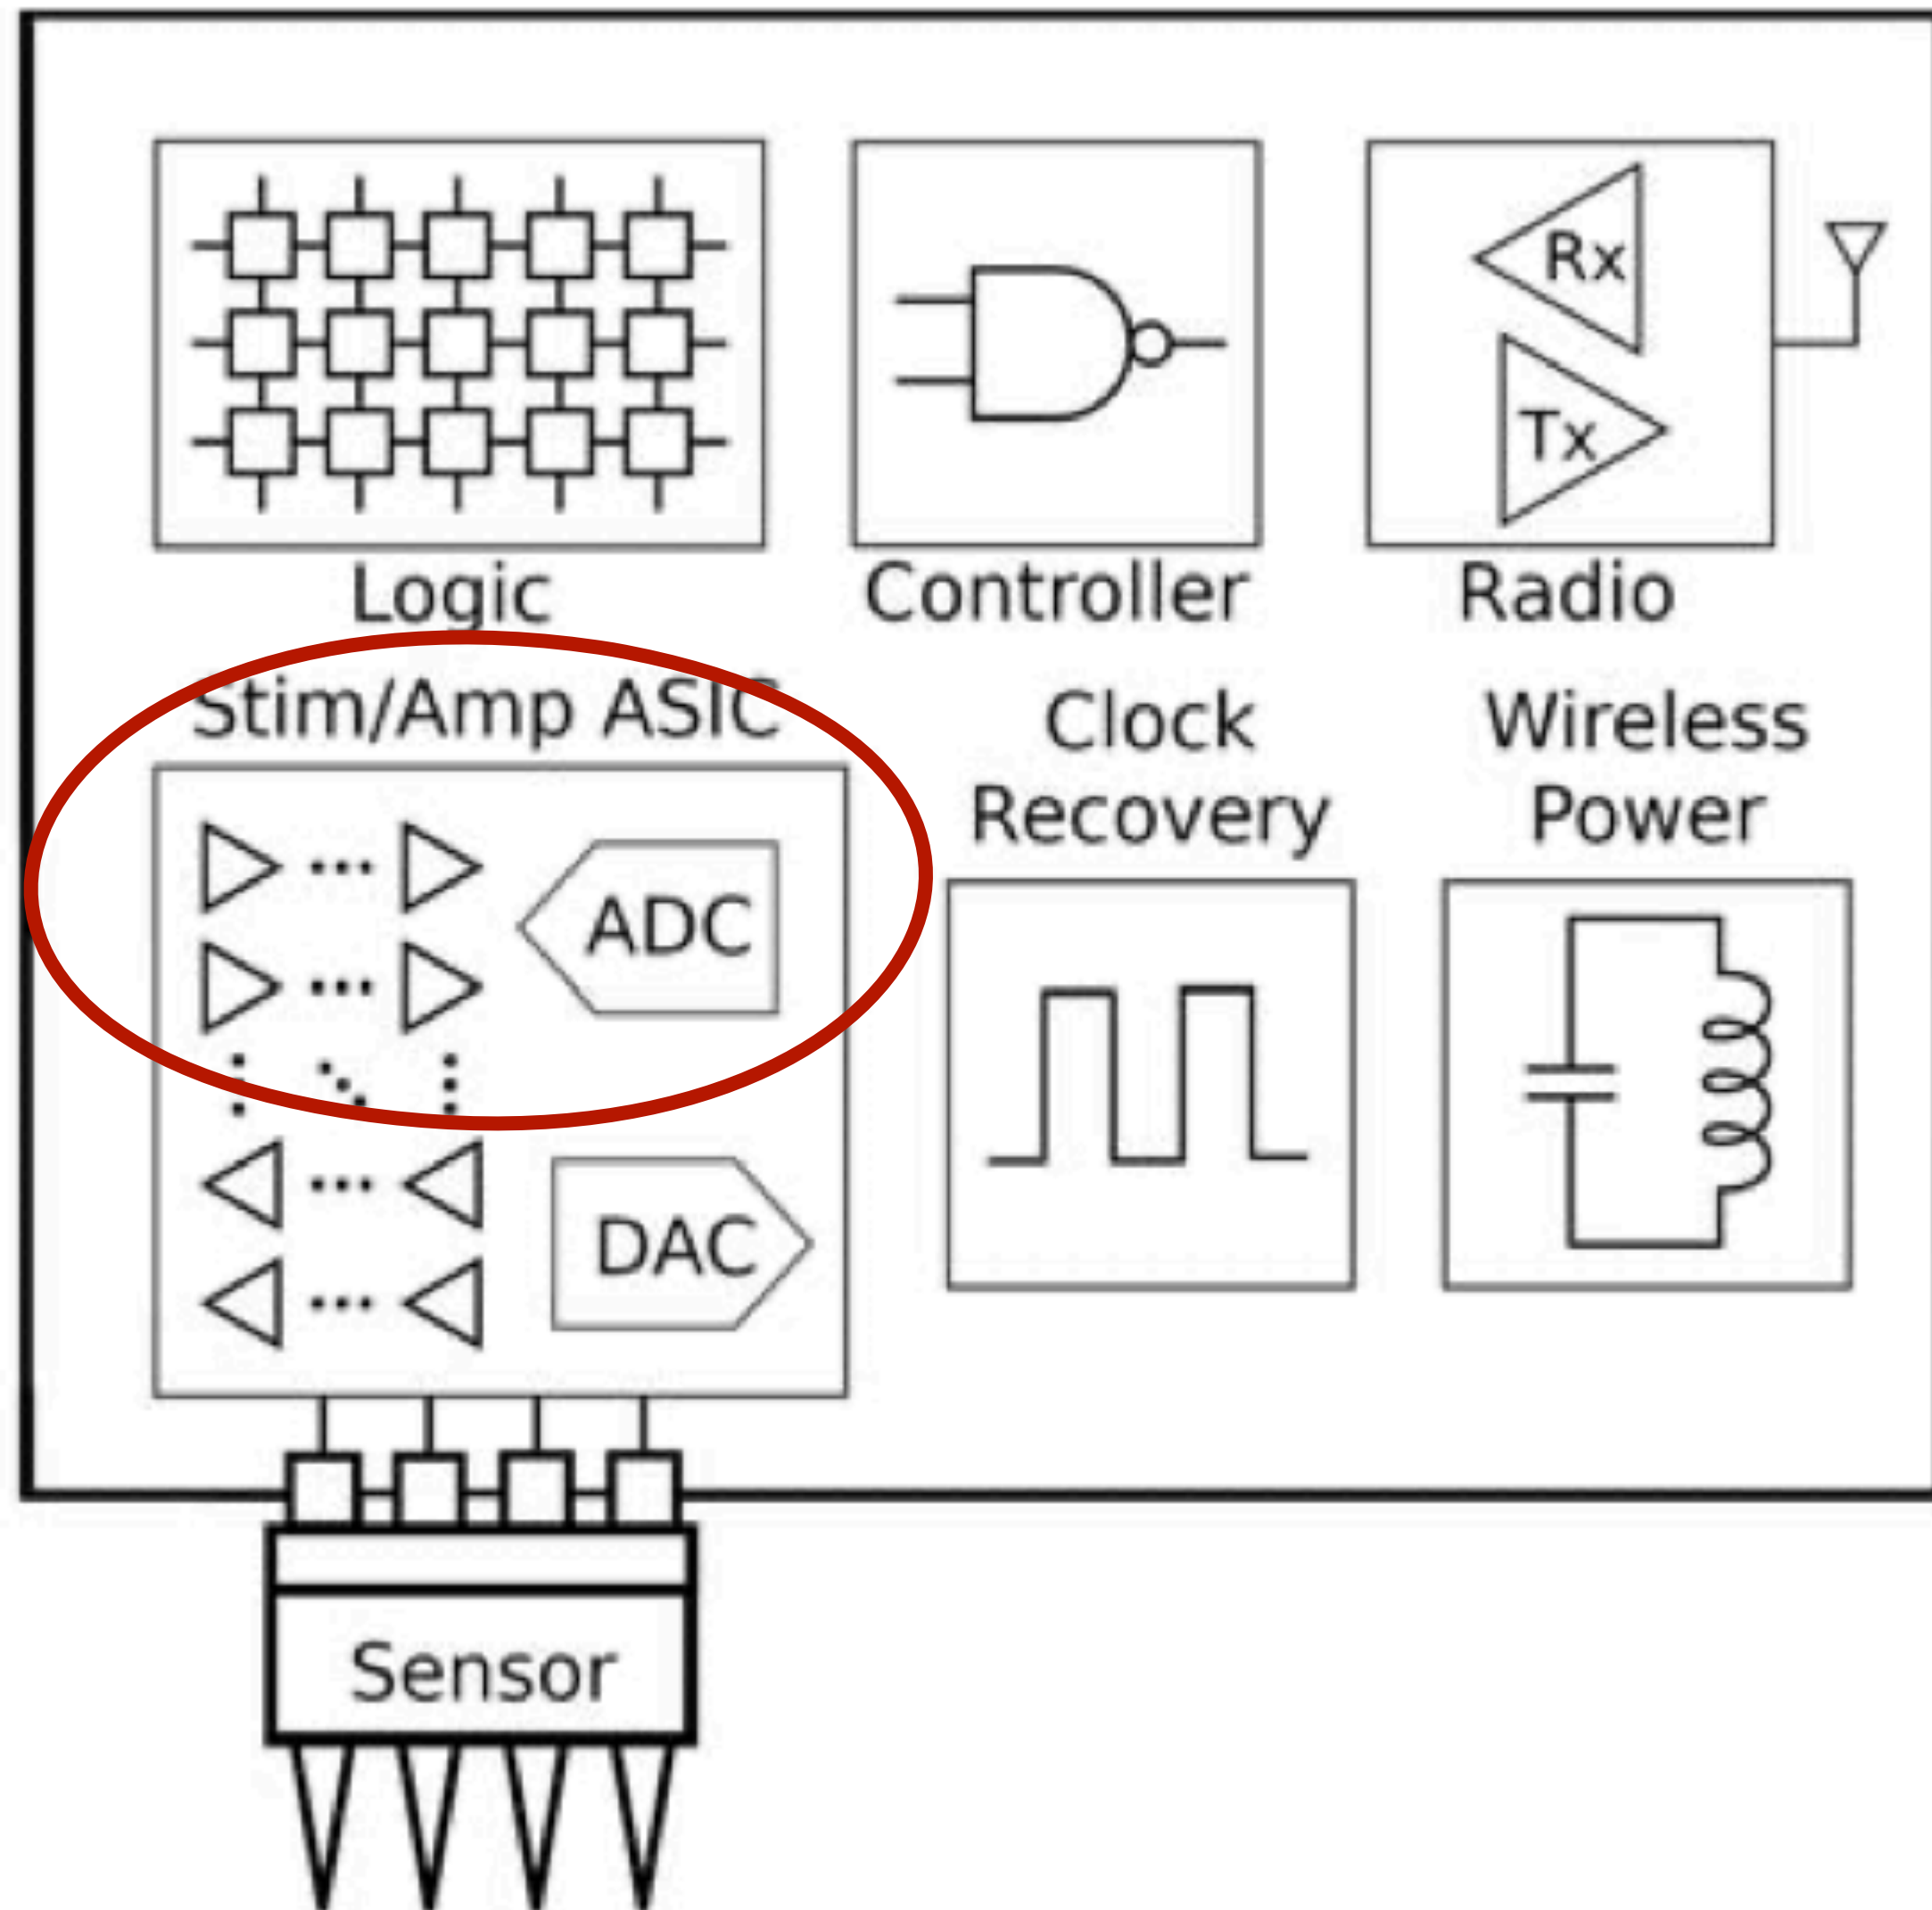 Rx
Tx
Logic
Controller
Radio
Stim/Amp ASIC
Clock
Recovery
Wireless
Power
ADC
DAC
Sensor